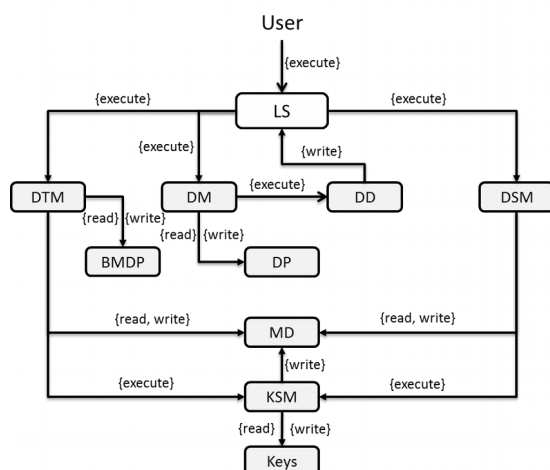 User
{execute}
LS
{execute}
{execute}
{execute}
{write}
DTM
DM
{execute}
DD
DSM
{read} {write}
{read} {write}
BMDP
DP
{read, write}
MD
{read, write}
{write}
{execute}
KSM
{execute}
{read} {write}
Keys